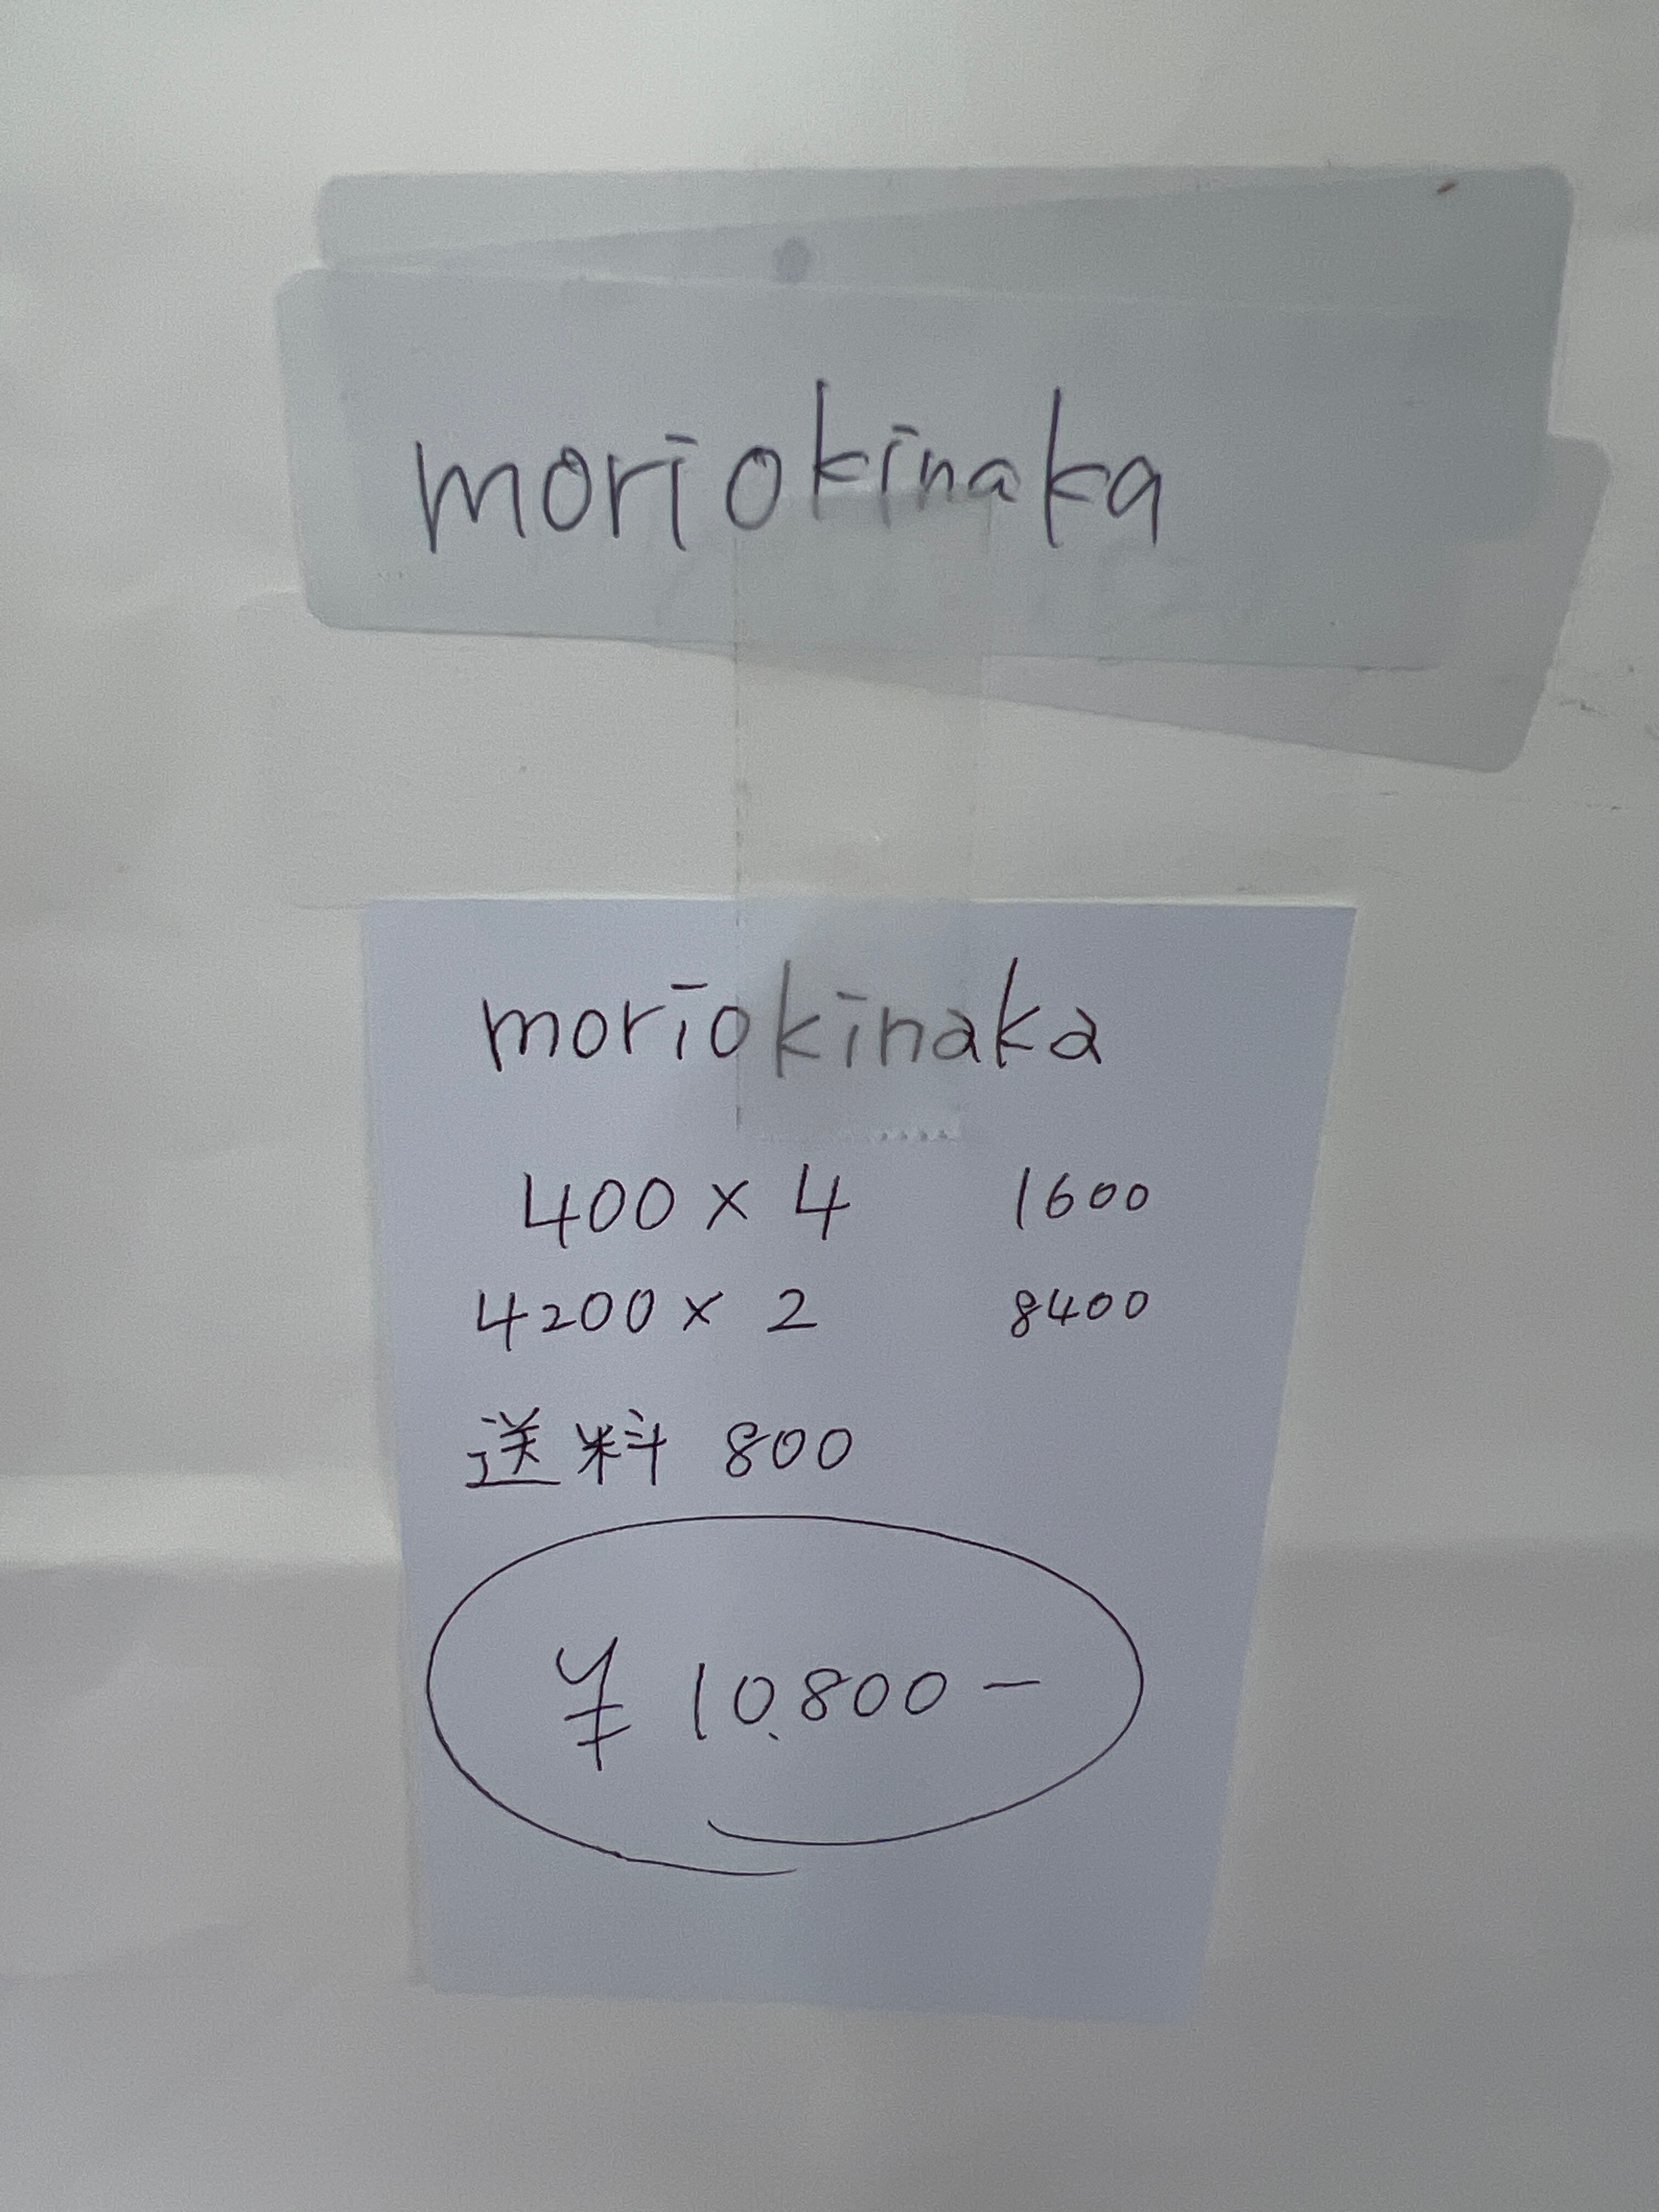 moriokinaka
moriokinaka
400 × 4 1600
4200 × 2 8400
送料 800
¥ 10,800 -